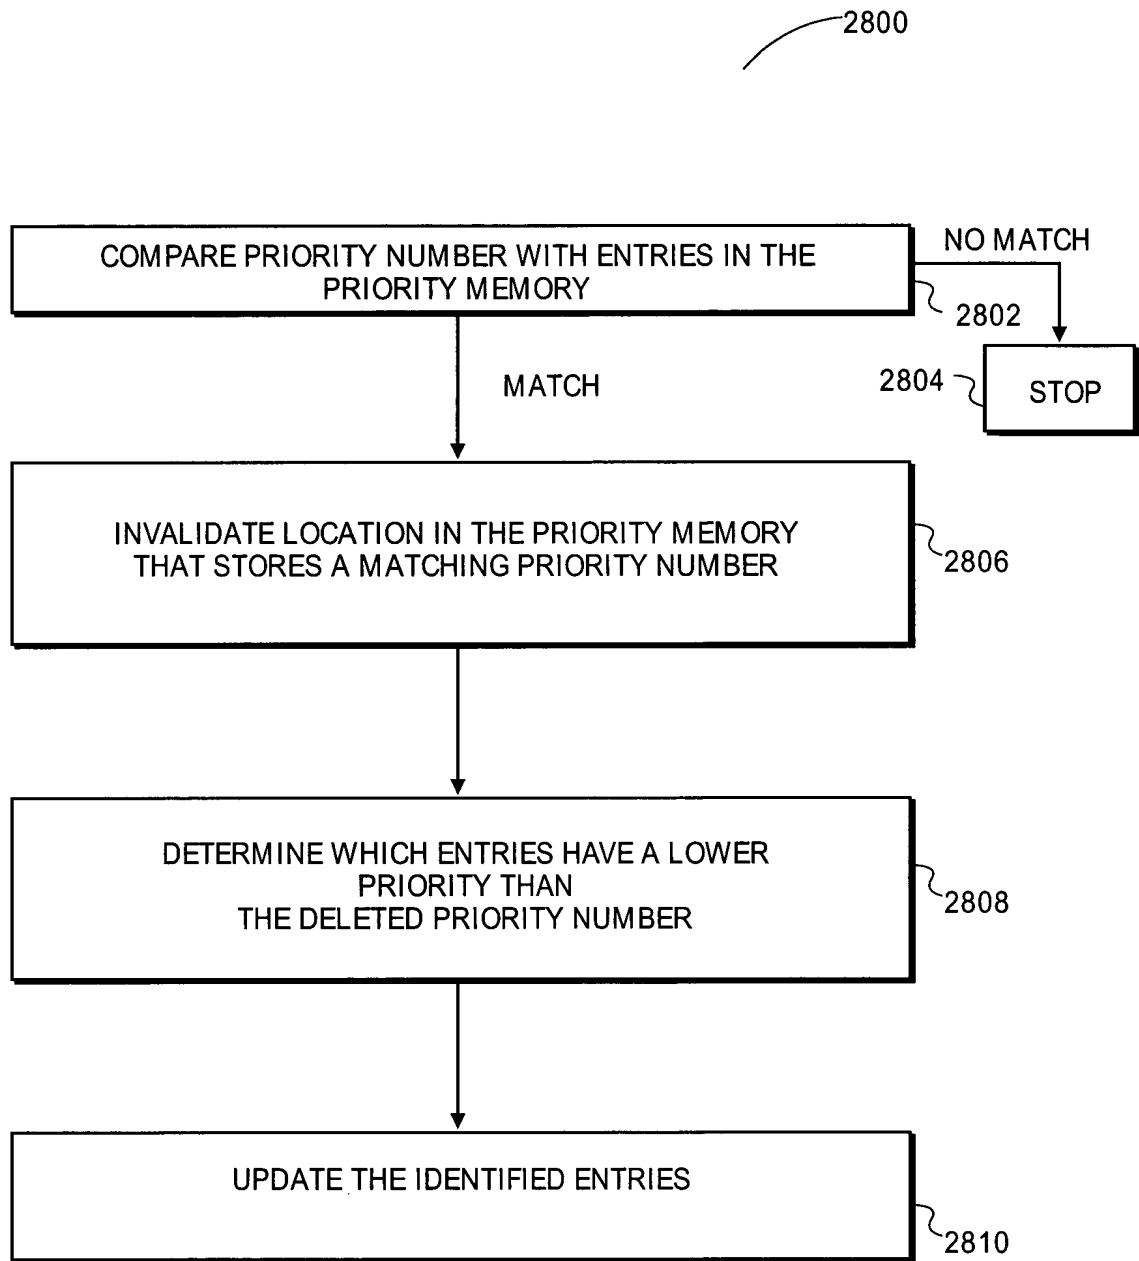 2800
COMPARE PRIORITY NUMBER WITH ENTRIES IN THE
PRIORITY MEMORY
NO MATCH
2802
2804
STOP
MATCH
INVALIDATE LOCATION IN THE PRIORITY MEMORY
THAT STORES A MATCHING PRIORITY NUMBER
2806
DETERMINE WHICH ENTRIES HAVE A LOWER
PRIORITY THAN
THE DELETED PRIORITY NUMBER
2808
UPDATE THE IDENTIFIED ENTRIES
2810